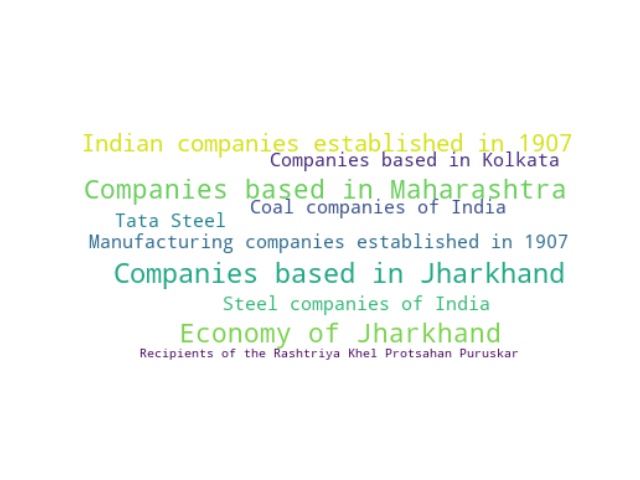 Indian companies established in 1907
Companies based in Kolkata
Companies based in Maharashtra
Coal companies of India
Tata Steel
Manufacturing companies established in 1907
Companies based in Jharkhand
Steel companies of India
Economy of Jharkhand
Recipients of the Rashtriya Khel Protsahan Puruskar